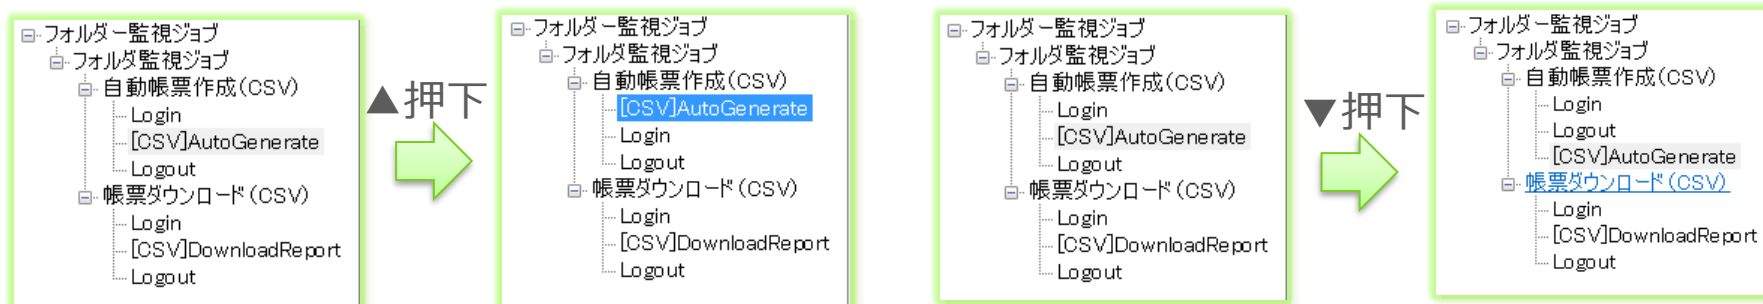 フォルダー監視ジョブ
フォルダ監視ジョブ
自動帳票作成(CSV)
Login
[CSV]AutoGenerate
Logout
帳票ダウンロード(CSV)
Login
[CSV]DownloadReport
Logout
▲押下
フォルダー監視ジョブ
フォルダ監視ジョブ
自動帳票作成(CSV)
[CSV]AutoGenerate
Login
Logout
帳票ダウンロード(CSV)
Login
[CSV]DownloadReport
Logout
フォルダー監視ジョブ
フォルダ監視ジョブ
自動帳票作成(CSV)
Login
[CSV]AutoGenerate
Logout
帳票ダウンロード(CSV)
Login
[CSV]DownloadReport
Logout
▼押下
フォルダー監視ジョブ
フォルダ監視ジョブ
自動帳票作成(CSV)
Login
Logout
[CSV]AutoGenerate
帳票ダウンロード(CSV)
Login
[CSV]DownloadReport
Logout